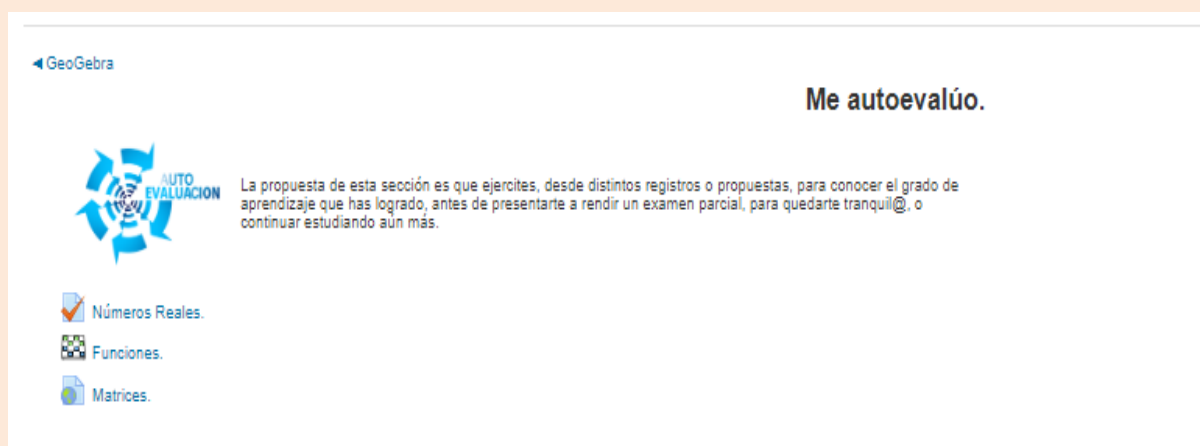 ◄ GeoGebra
Me autoevalúo.
AUTO
EVALUACION
La propuesta de esta sección es que ejercites, desde distintos registros o propuestas, para conocer el grado de
aprendizaje que has logrado, antes de presentarte a rendir un examen parcial, para quedarte tranquil@, o
continuar estudiando aún más.
Números Reales.
Funciones.
Matrices.